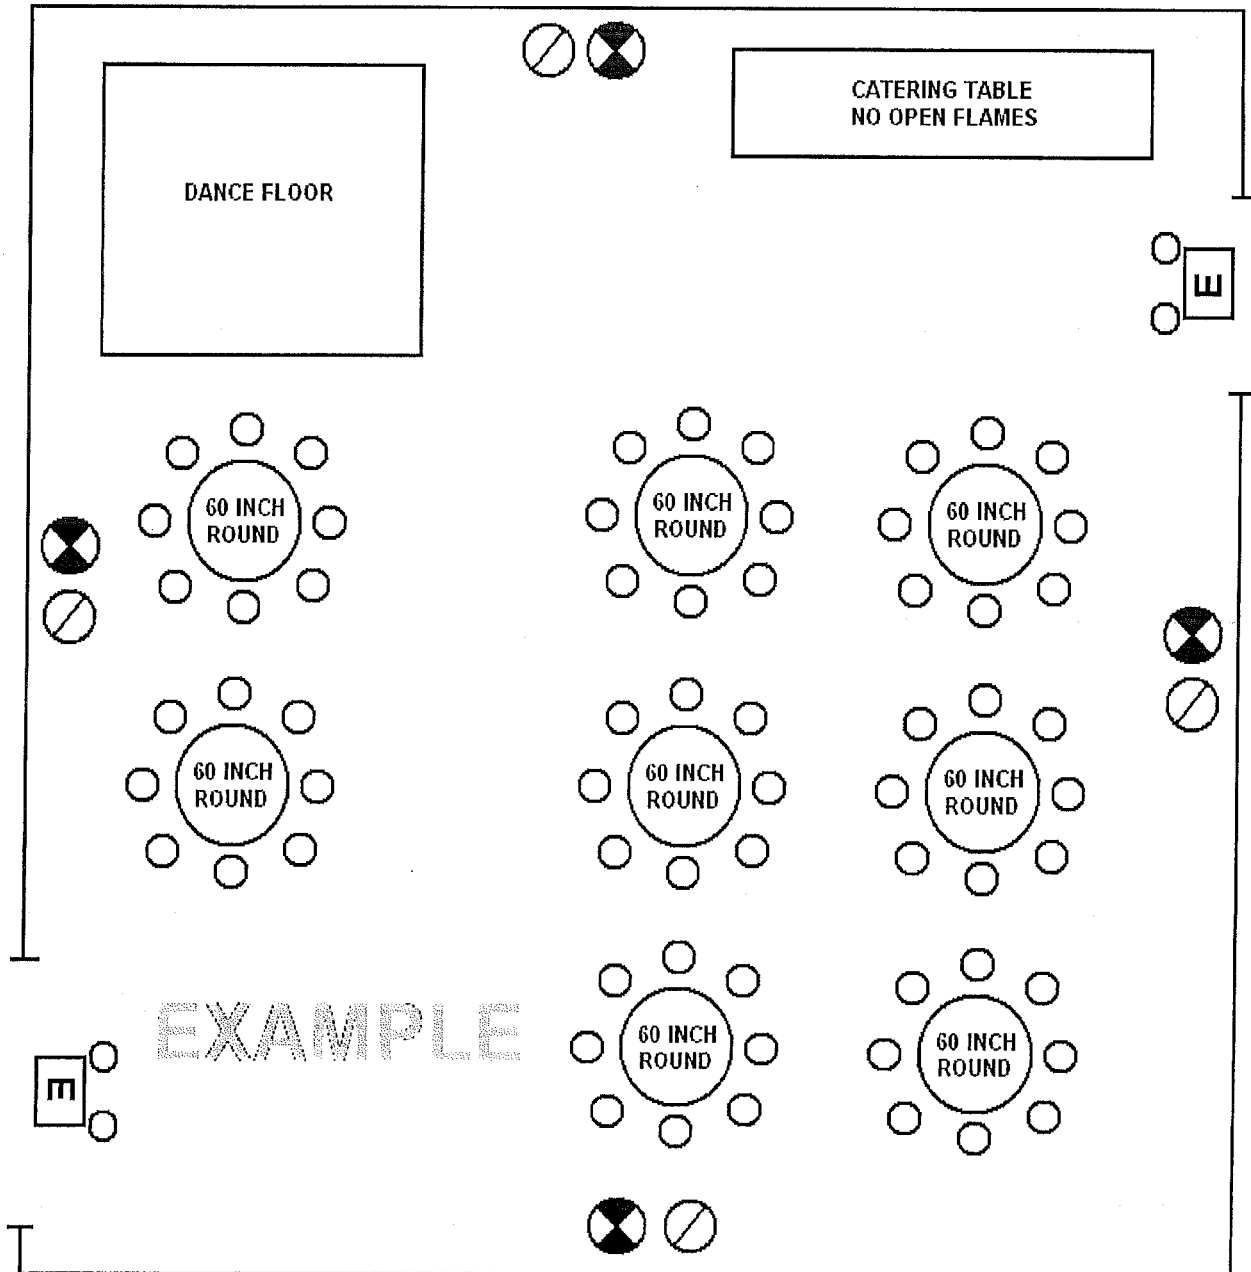 CATERING TABLE
NO OPEN FLAMES
DANCE FLOOR
E
60 INCH
ROUND
60 INCH
ROUND
60 INCH
ROUND
60 INCH
ROUND
60 INCH
ROUND
60 INCH
ROUND
EXAMPLE
60 INCH
ROUND
60 INCH
ROUND
E